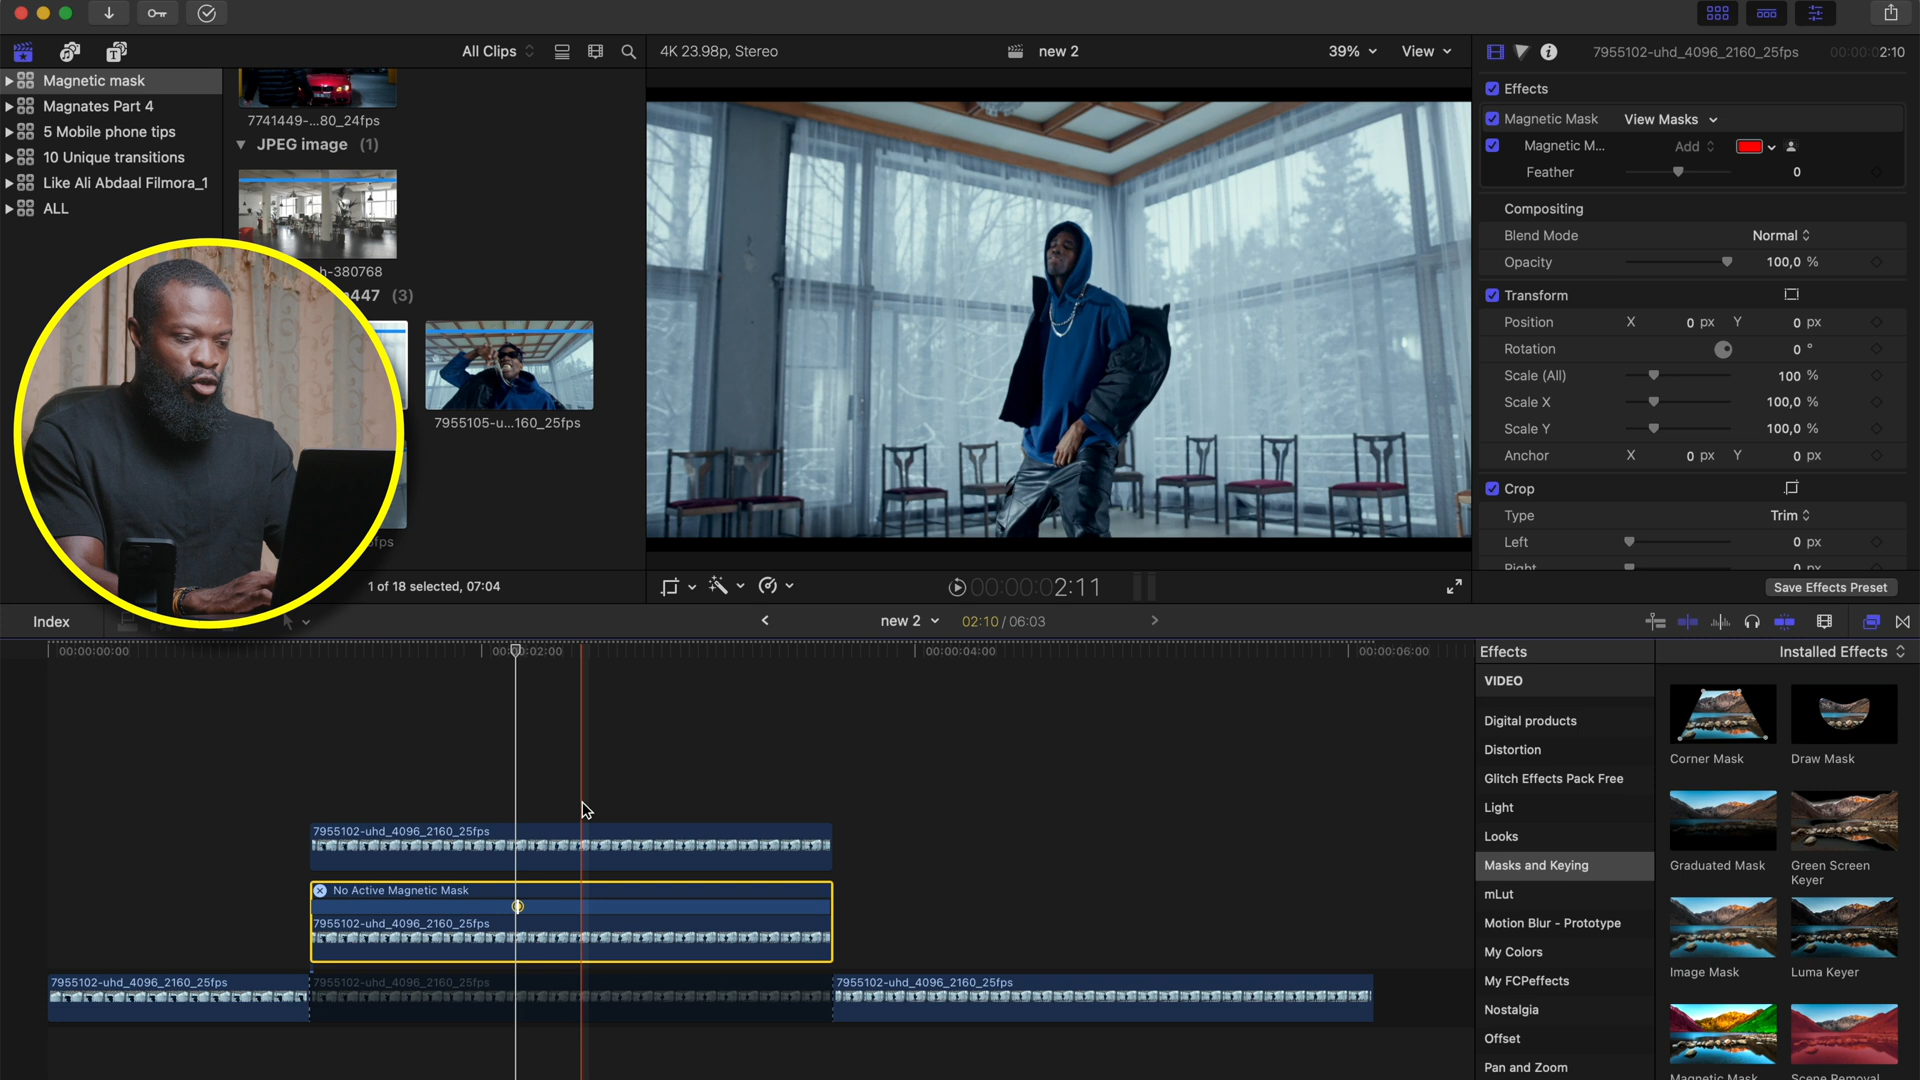 All Clips
4K 23.98p, Stereo
new 2
39%
View
7955102-uhd_4096_2160_25fps
00:00:02:10
Magnetic mask
Magnates Part 4
5 Mobile phone tips
10 Unique transitions
Like Ali Abdaal Filmora_1
ALL
7741449-...80_24fps
JPEG image (1)
h-380768
447 (3)
7955105-u...160_25fps
fps
1 of 18 selected, 07:04
Effects
Magnetic Mask
View Masks
Magnetic M...
Add
Feather
0
Compositing
Blend Mode
Normal
Opacity
100,0 %
Transform
Position
X
0 px
Y
0 px
Rotation
0 °
Scale (All)
100 %
Scale X
100,0 %
Scale Y
100,0 %
Anchor
X
0 px
Y
0 px
Crop
Type
Trim
Left
0 px
Right
0 px
Save Effects Preset
00:00:02:11
Index
new 2
02:10 / 06:03
00:00:00:00
00:00:02:00
00:00:04:00
00:00:06:00
7955102-uhd_4096_2160_25fps
No Active Magnetic Mask
7955102-uhd_4096_2160_25fps
7955102-uhd_4096_2160_25fps
7955102-uhd_4096_2160_25fps
7955102-uhd_4096_2160_25fps
Effects
Installed Effects
VIDEO
Digital products
Distortion
Glitch Effects Pack Free
Light
Looks
Masks and Keying
mLut
Motion Blur - Prototype
My Colors
My FCPeffects
Nostalgia
Offset
Pan and Zoom
Corner Mask
Draw Mask
Graduated Mask
Green Screen
Keyer
Image Mask
Luma Keyer
Magnetic Mask
Scene Removal